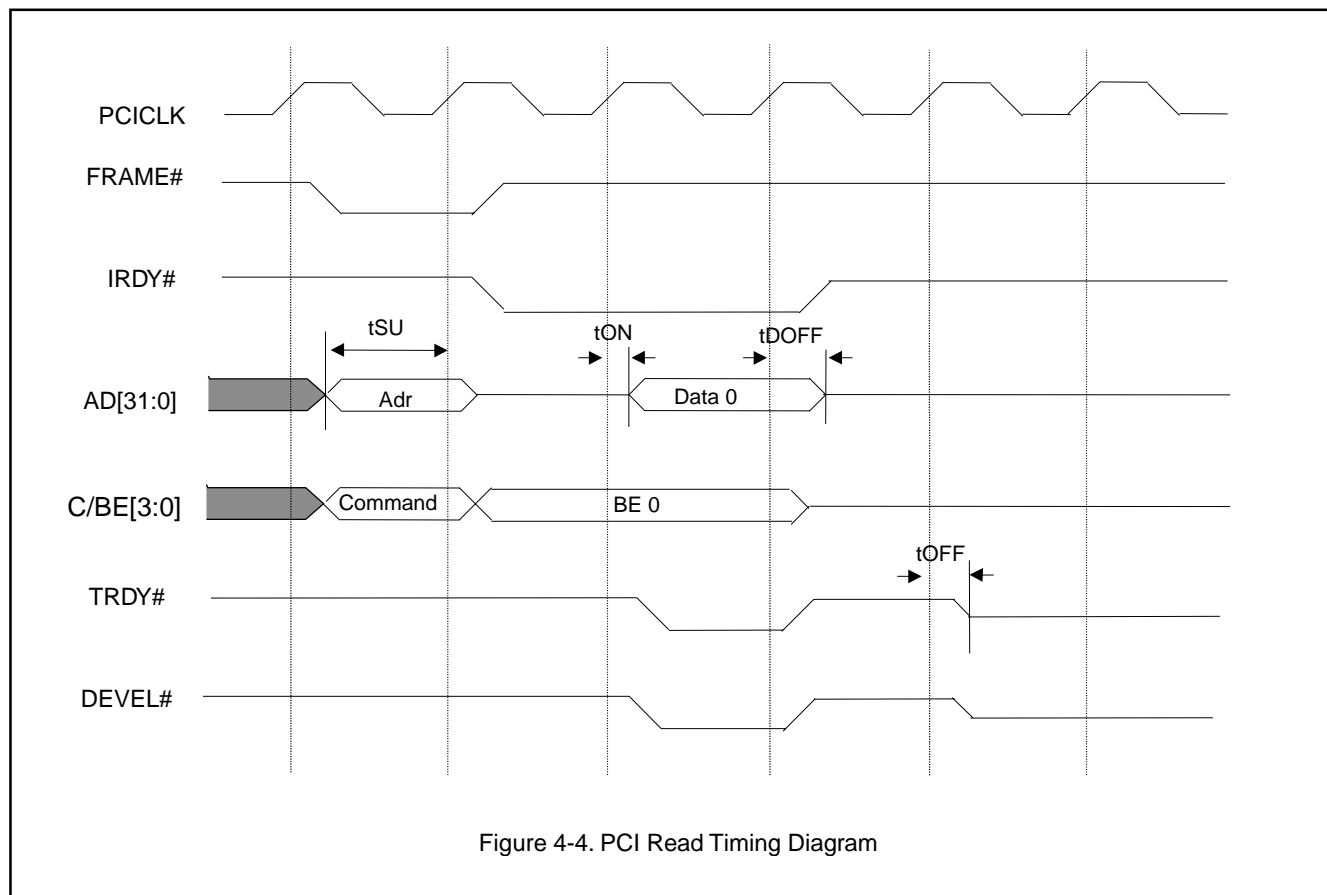 PCICLK
FRAME#
IRDY#
tSU
tON
tDOFF
AD[31:0]
Adr
Data 0
C/BE[3:0]
Command
BE 0
tOFF
TRDY#
DEVEL#
Figure 4-4. PCI Read Timing Diagram